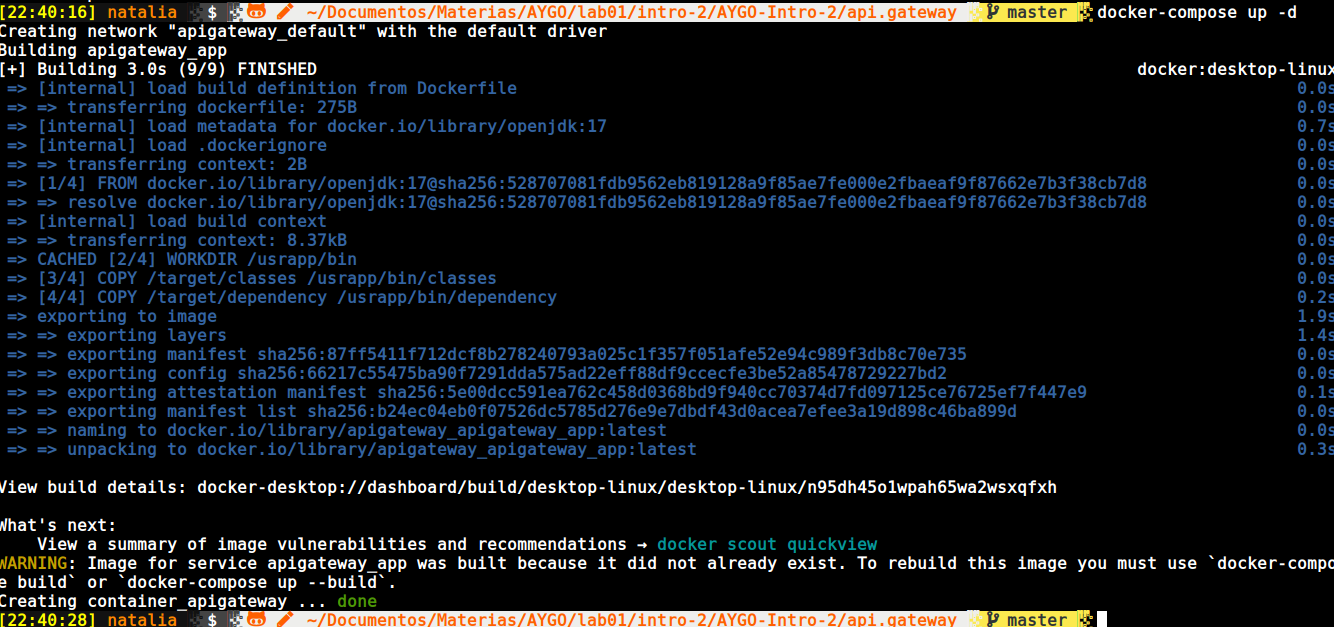 [22:40:16] natalia $ ~/Documentos/Materias/AYGO/lab01/intro-2/AYGO-Intro-2/api.gateway master docker-compose up -d
Creating network "apigateway_default" with the default driver
Building apigateway_app
[+] Building 3.0s (9/9) FINISHED docker:desktop-linux
=> [internal] load build definition from Dockerfile 0.0s
=> => transferring dockerfile: 275B 0.0s
=> [internal] load metadata for docker.io/library/openjdk:17 0.7s
=> [internal] load .dockerignore 0.0s
=> => transferring context: 2B 0.0s
=> [1/4] FROM docker.io/library/openjdk:17@sha256:528707081fdb9562eb819128a9f85ae7fe000e2fbaeaf9f87662e7b3f38cb7d8 0.0s
=> => resolve docker.io/library/openjdk:17@sha256:528707081fdb9562eb819128a9f85ae7fe000e2fbaeaf9f87662e7b3f38cb7d8 0.0s
=> [internal] load build context 0.0s
=> => transferring context: 8.37kB 0.0s
=> CACHED [2/4] WORKDIR /usrapp/bin 0.0s
=> [3/4] COPY /target/classes /usrapp/bin/classes 0.0s
=> [4/4] COPY /target/dependency /usrapp/bin/dependency 0.2s
=> exporting to image 1.9s
=> => exporting layers 1.4s
=> => exporting manifest sha256:87ff5411f712dcf8b278240793a025c1f357f051afe52e94c989f3db8c70e735 0.0s
=> => exporting config sha256:66217c55475ba90f7291dda575ad22eff88df9ccecfe3be52a85478729227bd2 0.0s
=> => exporting attestation manifest sha256:5e00dcc591ea762c458d0368bd9f940cc70374d7fd097125ce76725ef7f447e9 0.1s
=> => exporting manifest list sha256:b24ec04eb0f07526dc5785d276e9e7dbdf43d0acea7efee3a19d898c46ba899d 0.0s
=> => naming to docker.io/library/apigateway_apigateway_app:latest 0.0s
=> => unpacking to docker.io/library/apigateway_apigateway_app:latest 0.3s
View build details: docker-desktop://dashboard/build/desktop-linux/desktop-linux/n95dh45o1wpah65wa2wsxqfxh
What's next:
View a summary of image vulnerabilities and recommendations → docker scout quickview
WARNING: Image for service apigateway_app was built because it did not already exist. To rebuild this image you must use `docker-compo
e build` or `docker-compose up --build`.
Creating container_apigateway ... done
[22:40:28] natalia $ ~/Documentos/Materias/AYGO/lab01/intro-2/AYGO-Intro-2/api.gateway master